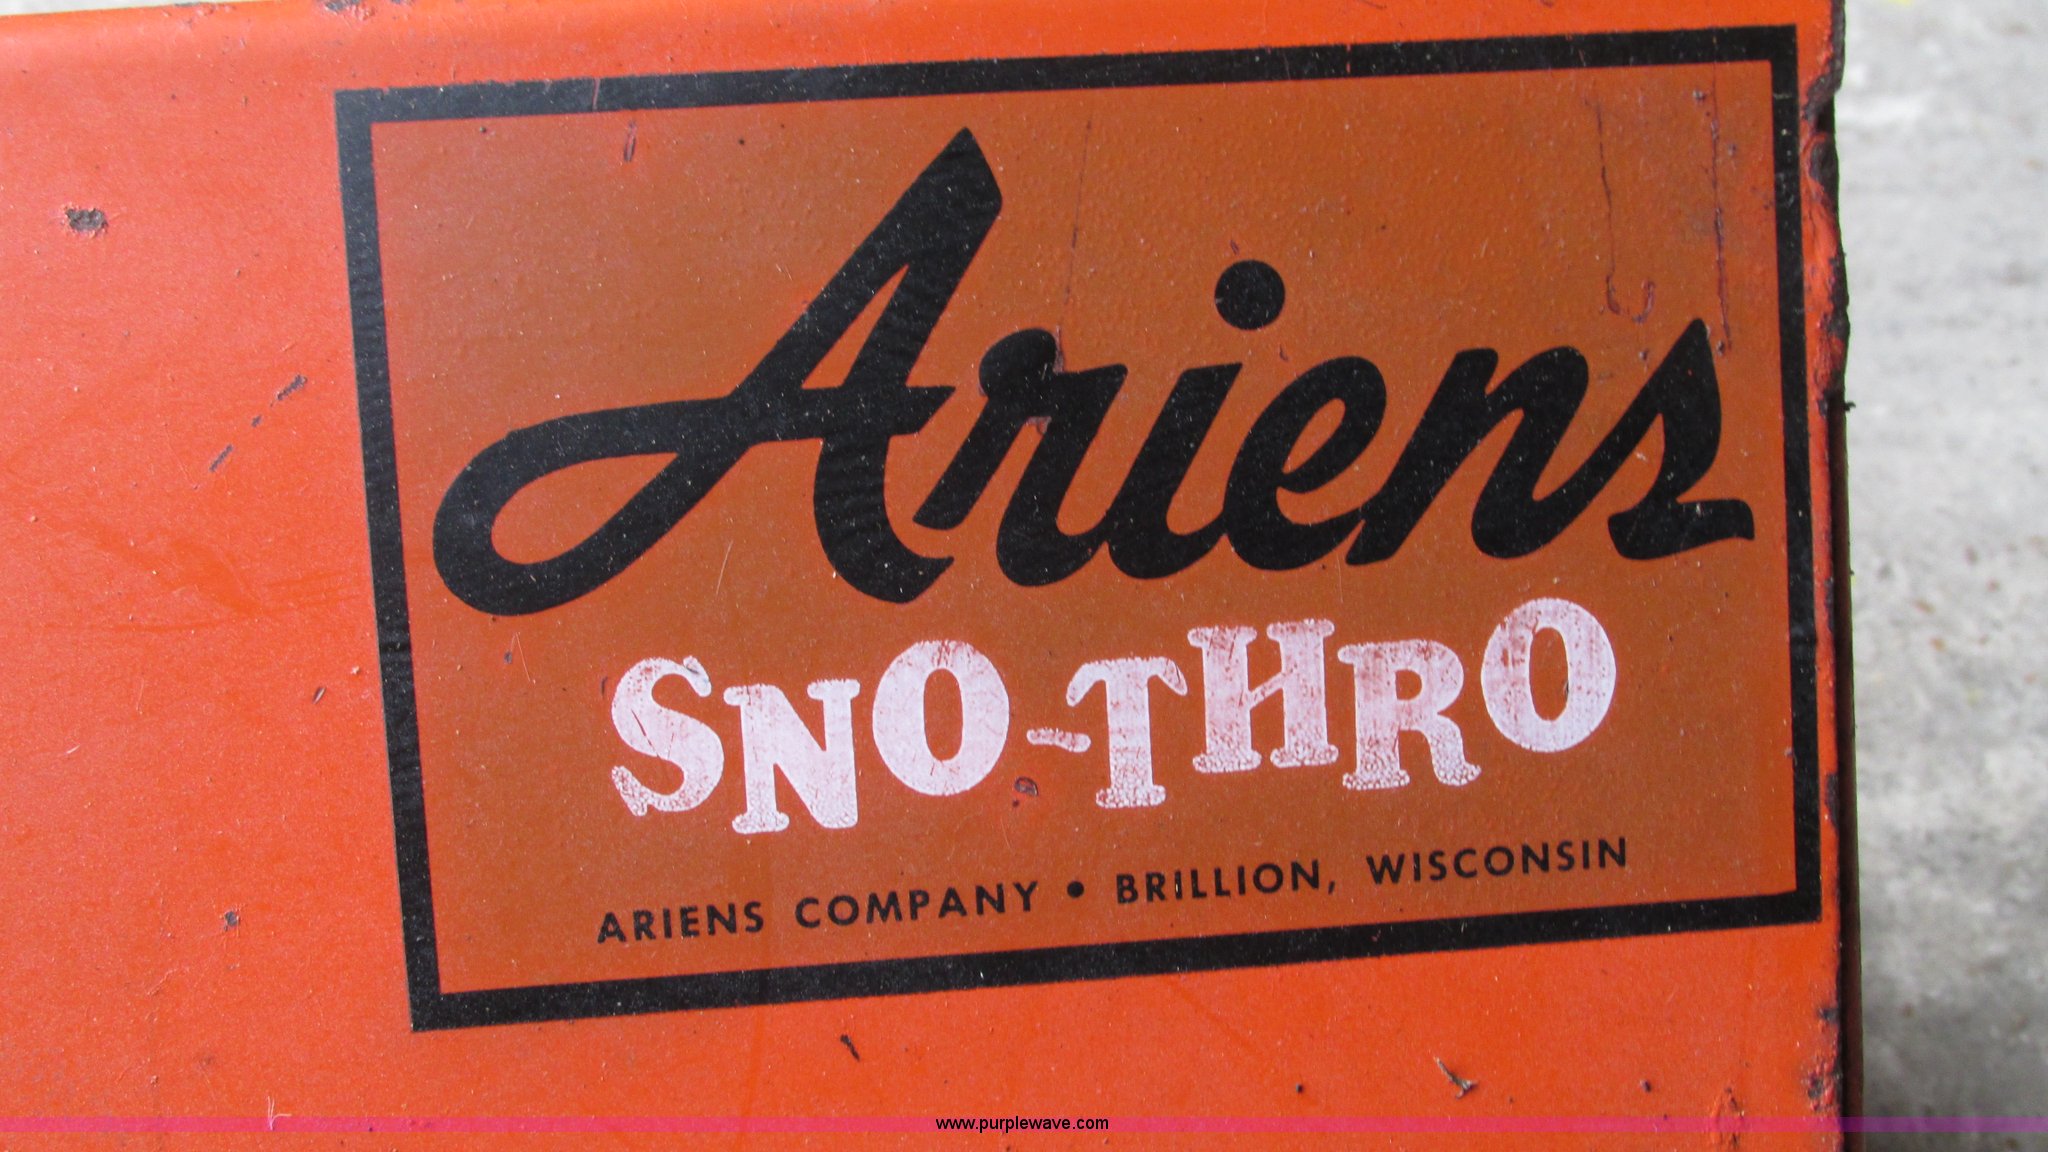 Ariens
SNO-THRO
ARIENS COMPANY • BRILLION, WISCONSIN
www.purplewave.com